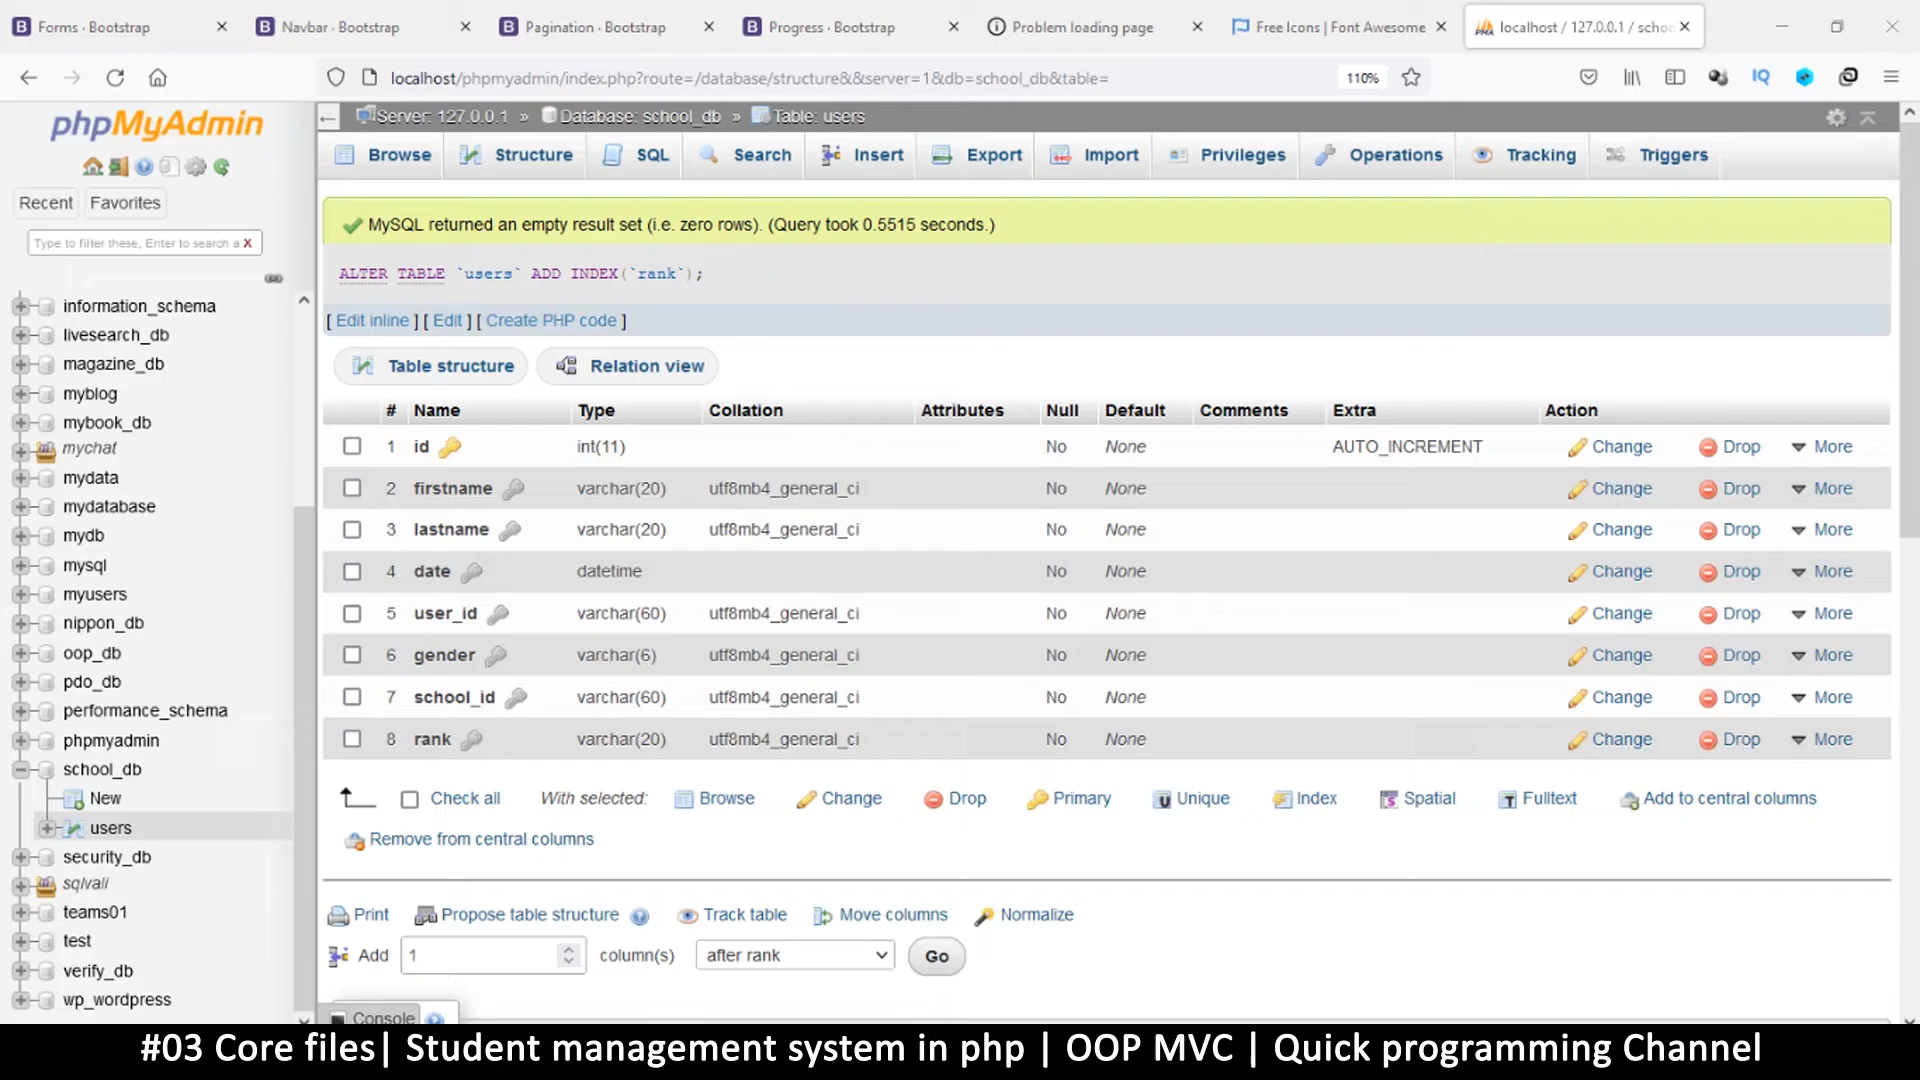 Forms · Bootstrap
Navbar · Bootstrap
Pagination · Bootstrap
Progress · Bootstrap
Problem loading page
Free Icons | Font Awesome
localhost / 127.0.0.1 / schoo
localhost/phpmyadmin/index.php?route=/database/structure&&server=1&db=school_db&table=
110%
IQ
phpMyAdmin
Recent Favorites
Type to filter these, Enter to search a X
information_schema
livesearch_db
magazine_db
myblog
mybook_db
mychat
mydata
mydatabase
mydb
mysql
myusers
nippon_db
oop_db
pdo_db
performance_schema
phpmyadmin
school_db
New
users
security_db
sqlvali
teams01
test
verify_db
wp_wordpress
Server: 127.0.0.1 » Database: school_db » Table: users
Browse Structure SQL Search Insert Export Import Privileges Operations Tracking Triggers
MySQL returned an empty result set (i.e. zero rows). (Query took 0.5515 seconds.)
ALTER TABLE `users` ADD INDEX(`rank`);
[ Edit inline ] [ Edit ] [ Create PHP code ]
Table structure Relation view
# Name Type Collation Attributes Null Default Comments Extra Action
1 id int(11) No None AUTO_INCREMENT Change Drop More
2 firstname varchar(20) utf8mb4_general_ci No None Change Drop More
3 lastname varchar(20) utf8mb4_general_ci No None Change Drop More
4 date datetime No None Change Drop More
5 user_id varchar(60) utf8mb4_general_ci No None Change Drop More
6 gender varchar(6) utf8mb4_general_ci No None Change Drop More
7 school_id varchar(60) utf8mb4_general_ci No None Change Drop More
8 rank varchar(20) utf8mb4_general_ci No None Change Drop More
Check all With selected: Browse Change Drop Primary Unique Index Spatial Fulltext Add to central columns
Remove from central columns
Print Propose table structure Track table Move columns Normalize
Add 1 column(s) after rank Go
Console
#03 Core files| Student management system in php | OOP MVC | Quick programming Channel